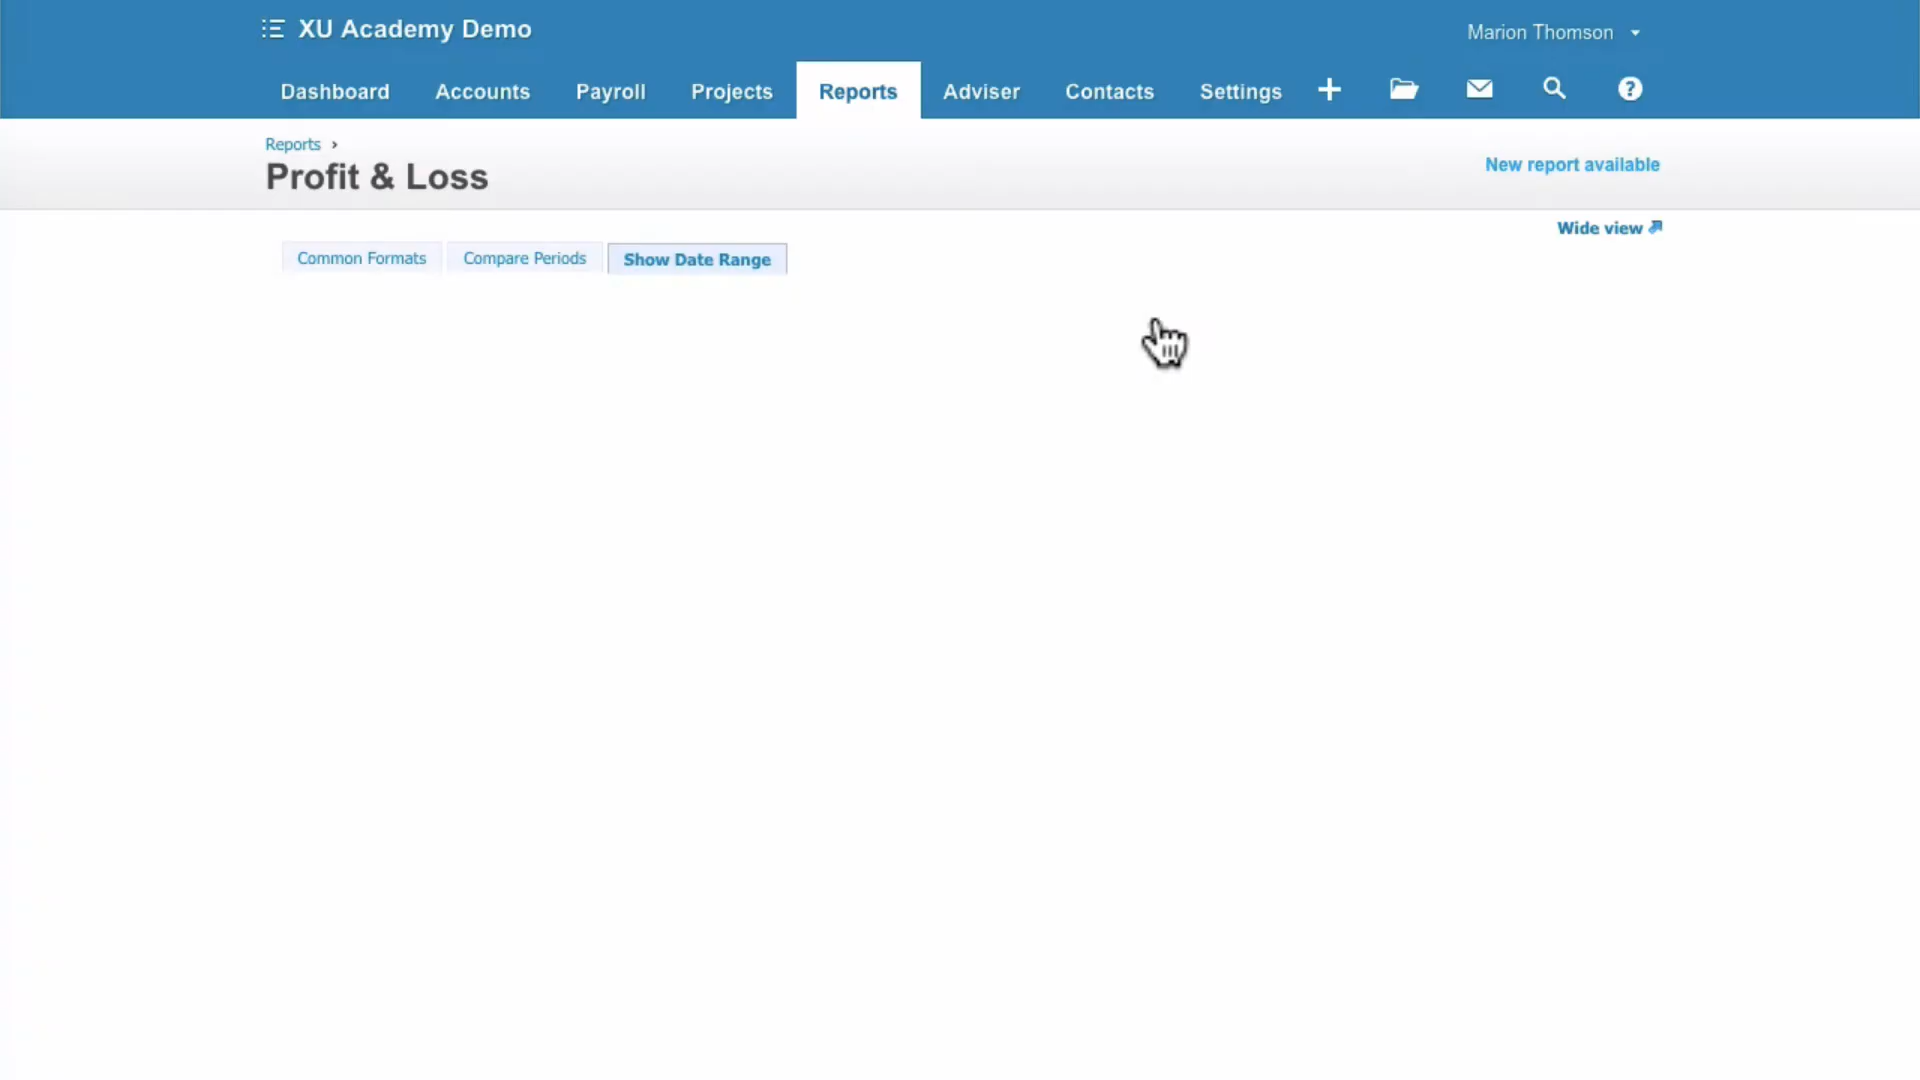 XU Academy Demo
Marion Thomson
Dashboard Accounts Payroll Projects Reports Adviser Contacts Settings
Reports ›
Profit & Loss
New report available
Wide view
Common Formats Compare Periods Show Date Range